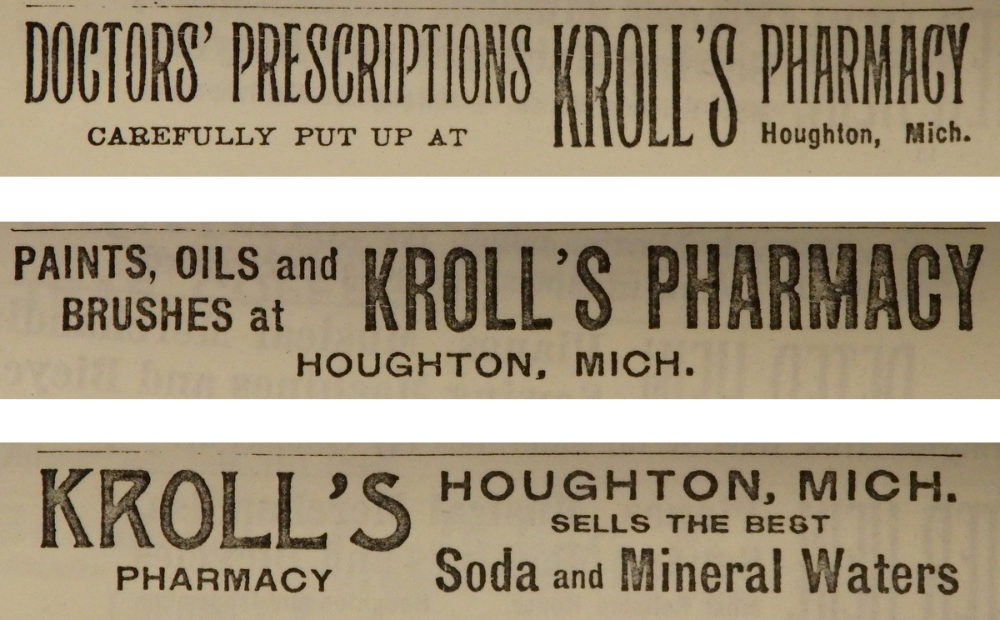 DOCTORS' PRESCRIPTIONS
CAREFULLY PUT UP AT
KROLL'S
PHARMACY
Houghton, Mich.
PAINTS, OILS and
BRUSHES at
KROLL'S PHARMACY
HOUGHTON, MICH.
KROLL'S
PHARMACY
HOUGHTON, MICH.
SELLS THE BEST
Soda and Mineral Waters